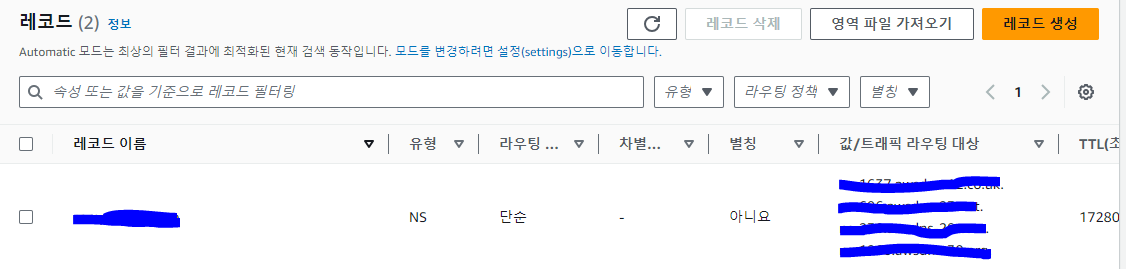 레코드 (2) 정보
레코드 삭제
영역 파일 가져오기
레코드 생성
Automatic 모드는 최상의 필터 결과에 최적화된 현재 검색 동작입니다. 모드를 변경하려면 설정(settings)으로 이동합니다.
속성 또는 값을 기준으로 레코드 필터링
유형
라우팅 정책
별칭
1
레코드 이름
유형
라우팅 ...
차별...
별칭
값/트래픽 라우팅 대상
TTL(초
NS
단순
-
아니요
17280